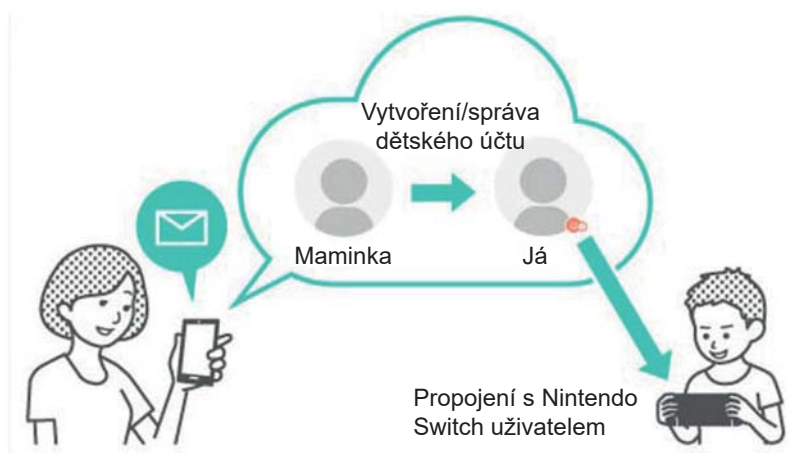 Vytvoření/správa
dětského účtu
Maminka
Já
Propojení s Nintendo
Switch uživatelem